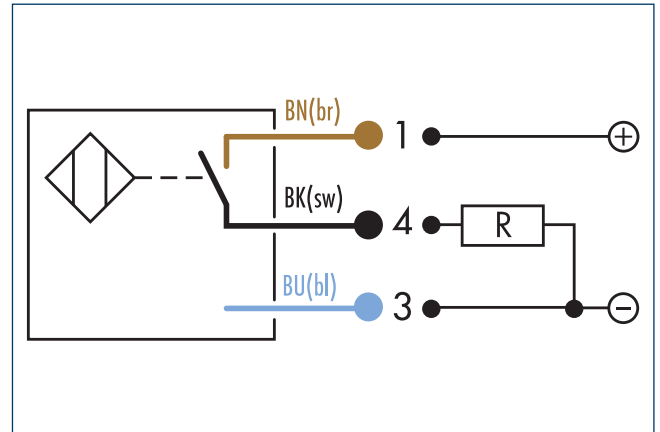 BN(br) 1 +
BK(sw) 4 R
BU(bl) 3 −